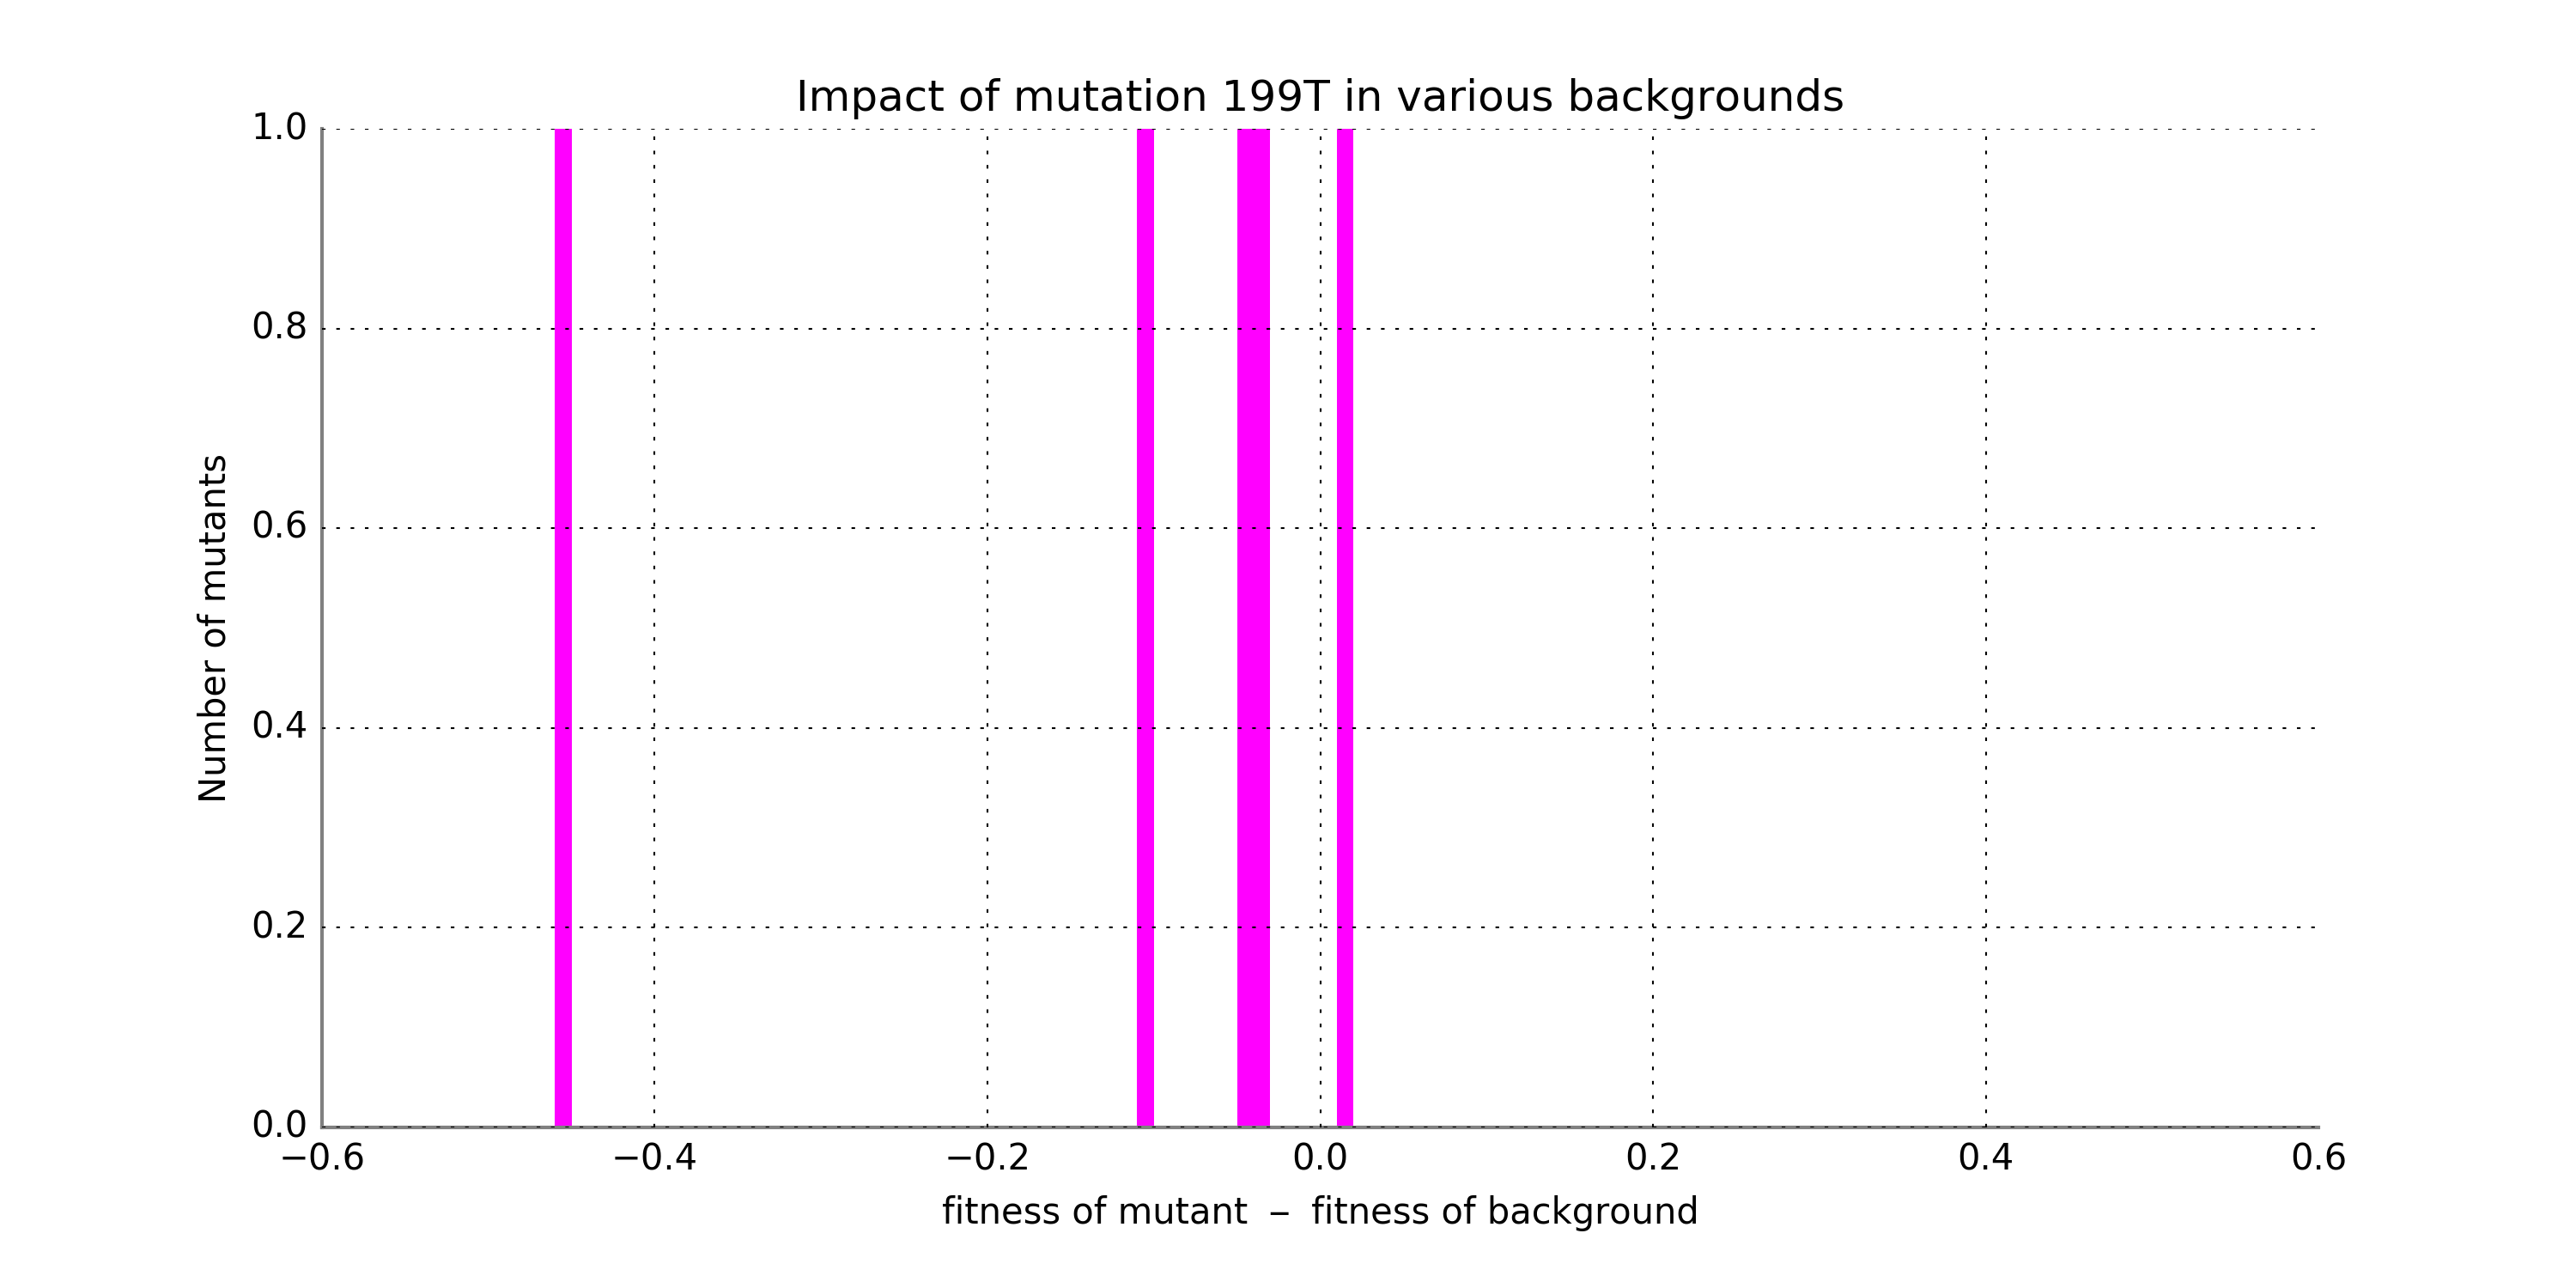 Impact of mutation 199T in various backgrounds
1.0
0.8
0.6
0.4
0.2
0.0
Number of mutants
−0.6 −0.4 −0.2 0.0 0.2 0.4 0.6
fitness of mutant − fitness of background